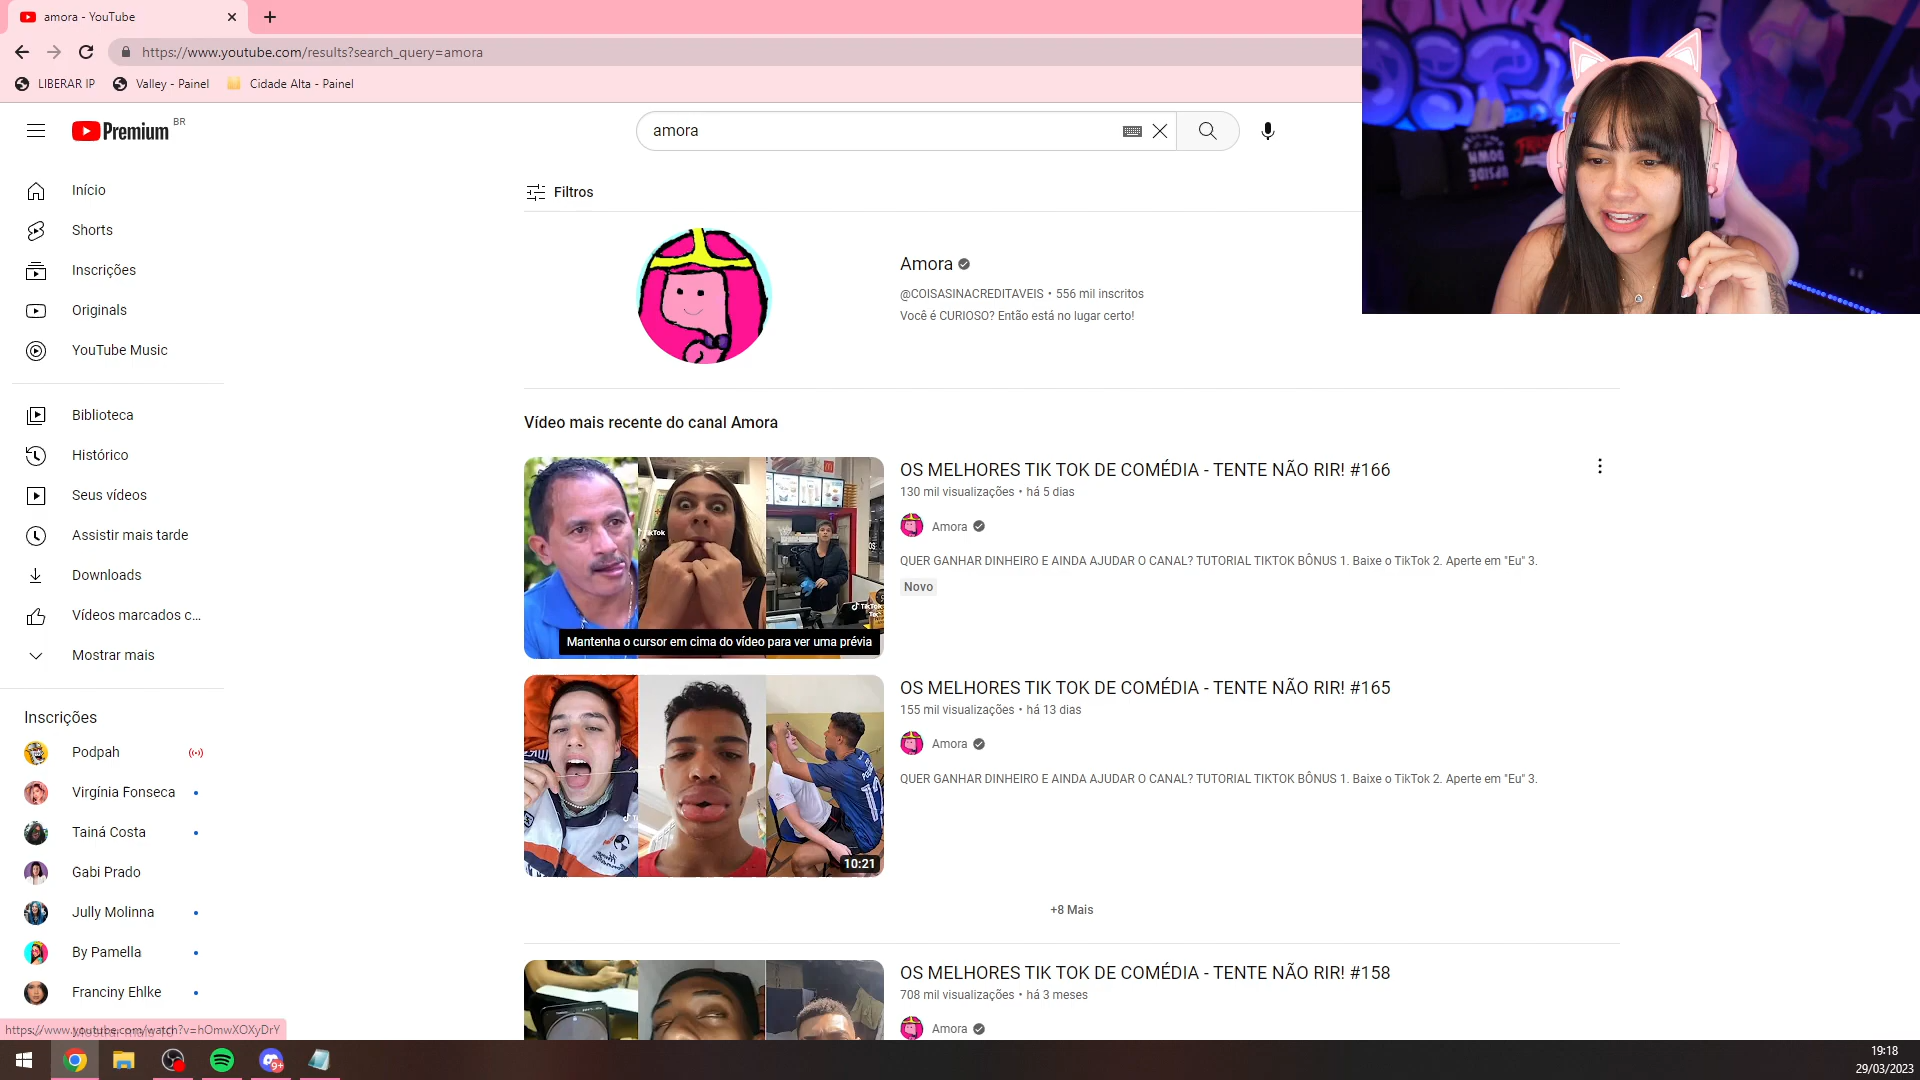 amora - YouTube
https://www.youtube.com/results?search_query=amora
LIBERAR IP
Valley - Painel
Cidade Alta - Painel
Premium
BR
amora
Início
Shorts
Inscrições
Originals
YouTube Music
Biblioteca
Histórico
Seus vídeos
Assistir mais tarde
Downloads
Vídeos marcados c...
Mostrar mais
Inscrições
Podpah
Virgínia Fonseca
Tainá Costa
Gabi Prado
Jully Molinna
By Pamella
Franciny Ehlke
https://www.youtube.com/watch?v=hOmwXOXyDrY
Filtros
Amora
@COISASINACREDITAVEIS • 556 mil inscritos
Você é CURIOSO? Então está no lugar certo!
Vídeo mais recente do canal Amora
OS MELHORES TIK TOK DE COMÉDIA - TENTE NÃO RIR! #166
130 mil visualizações • há 5 dias
Amora
QUER GANHAR DINHEIRO E AINDA AJUDAR O CANAL? TUTORIAL TIKTOK BÔNUS 1. Baixe o TikTok 2. Aperte em "Eu" 3.
Novo
Mantenha o cursor em cima do vídeo para ver uma prévia
OS MELHORES TIK TOK DE COMÉDIA - TENTE NÃO RIR! #165
155 mil visualizações • há 13 dias
Amora
QUER GANHAR DINHEIRO E AINDA AJUDAR O CANAL? TUTORIAL TIKTOK BÔNUS 1. Baixe o TikTok 2. Aperte em "Eu" 3.
10:21
+8 Mais
OS MELHORES TIK TOK DE COMÉDIA - TENTE NÃO RIR! #158
708 mil visualizações • há 3 meses
Amora
9+
19:18
29/03/2023